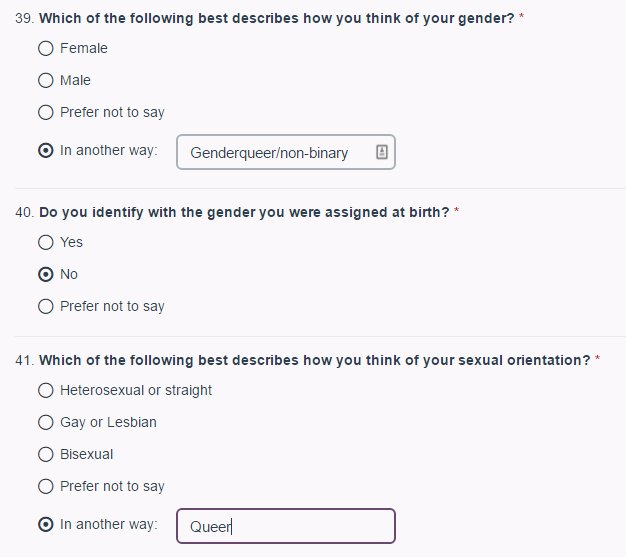 39. Which of the following best describes how you think of your gender? *
Female
Male
Prefer not to say
In another way: Genderqueer/non-binary
40. Do you identify with the gender you were assigned at birth? *
Yes
No
Prefer not to say
41. Which of the following best describes how you think of your sexual orientation? *
Heterosexual or straight
Gay or Lesbian
Bisexual
Prefer not to say
In another way: Queer